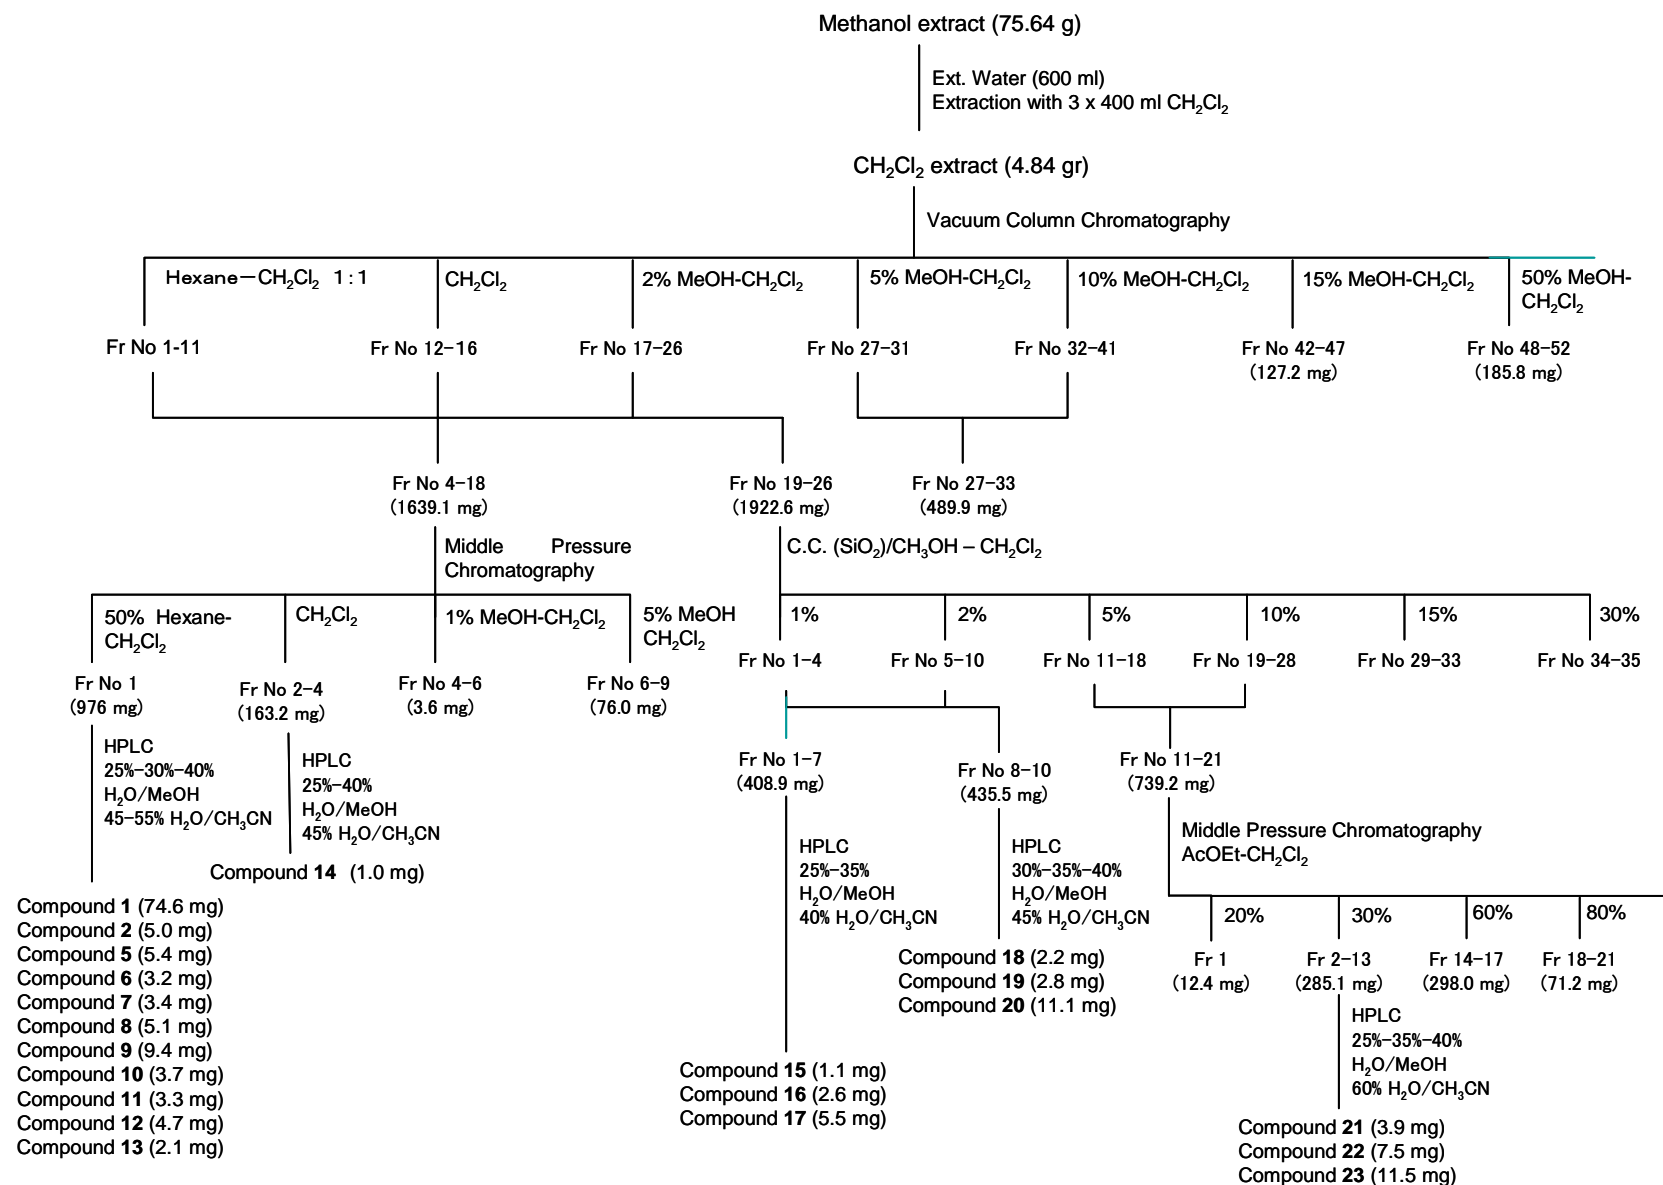 Methanol extract (75.64 g)
Ext. Water (600 ml)
Extraction with 3 x 400 ml CH2Cl2
CH2Cl2 extract (4.84 gr)
Vacuum Column Chromatography
Hexane−CH2Cl2 1:1
CH2Cl2
2% MeOH-CH2Cl2
5% MeOH-CH2Cl2
10% MeOH-CH2Cl2
15% MeOH-CH2Cl2
50% MeOH-
CH2Cl2
Fr No 1-11
Fr No 12-16
Fr No 17-26
Fr No 27-31
Fr No 32-41
Fr No 42-47
(127.2 mg)
Fr No 48-52
(185.8 mg)
Fr No 4-18
(1639.1 mg)
Fr No 19-26
(1922.6 mg)
Fr No 27-33
(489.9 mg)
Middle Pressure
Chromatography
C.C. (SiO2)/CH3OH – CH2Cl2
50% Hexane-
CH2Cl2
CH2Cl2
1% MeOH-CH2Cl2
5% MeOH
CH2Cl2
1%
2%
5%
10%
15%
30%
Fr No 1
(976 mg)
Fr No 2-4
(163.2 mg)
Fr No 4-6
(3.6 mg)
Fr No 6-9
(76.0 mg)
Fr No 1-4
Fr No 5-10
Fr No 11-18
Fr No 19-28
Fr No 29-33
Fr No 34-35
HPLC
25%-30%-40%
H2O/MeOH
45-55% H2O/CH3CN
HPLC
25%-40%
H2O/MeOH
45% H2O/CH3CN
Compound 14 (1.0 mg)
Fr No 1-7
(408.9 mg)
Fr No 8-10
(435.5 mg)
Fr No 11-21
(739.2 mg)
HPLC
25%-35%
H2O/MeOH
40% H2O/CH3CN
HPLC
30%-35%-40%
H2O/MeOH
45% H2O/CH3CN
Middle Pressure Chromatography
AcOEt-CH2Cl2
20%
30%
60%
80%
Fr 1
(12.4 mg)
Fr 2-13
(285.1 mg)
Fr 14-17
(298.0 mg)
Fr 18-21
(71.2 mg)
Compound 1 (74.6 mg)
Compound 2 (5.0 mg)
Compound 5 (5.4 mg)
Compound 6 (3.2 mg)
Compound 7 (3.4 mg)
Compound 8 (5.1 mg)
Compound 9 (9.4 mg)
Compound 10 (3.7 mg)
Compound 11 (3.3 mg)
Compound 12 (4.7 mg)
Compound 13 (2.1 mg)
Compound 15 (1.1 mg)
Compound 16 (2.6 mg)
Compound 17 (5.5 mg)
Compound 18 (2.2 mg)
Compound 19 (2.8 mg)
Compound 20 (11.1 mg)
HPLC
25%-35%-40%
H2O/MeOH
60% H2O/CH3CN
Compound 21 (3.9 mg)
Compound 22 (7.5 mg)
Compound 23 (11.5 mg)